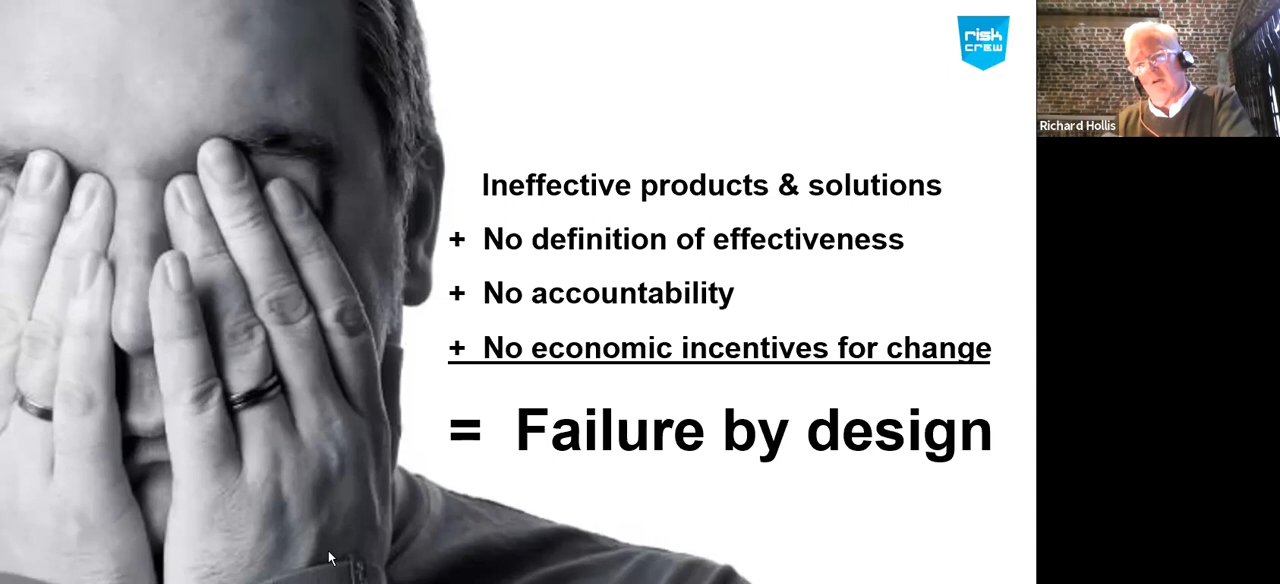 risk
crew
Richard Hollis
Ineffective products & solutions
+ No definition of effectiveness
+ No accountability
+ No economic incentives for change
= Failure by design